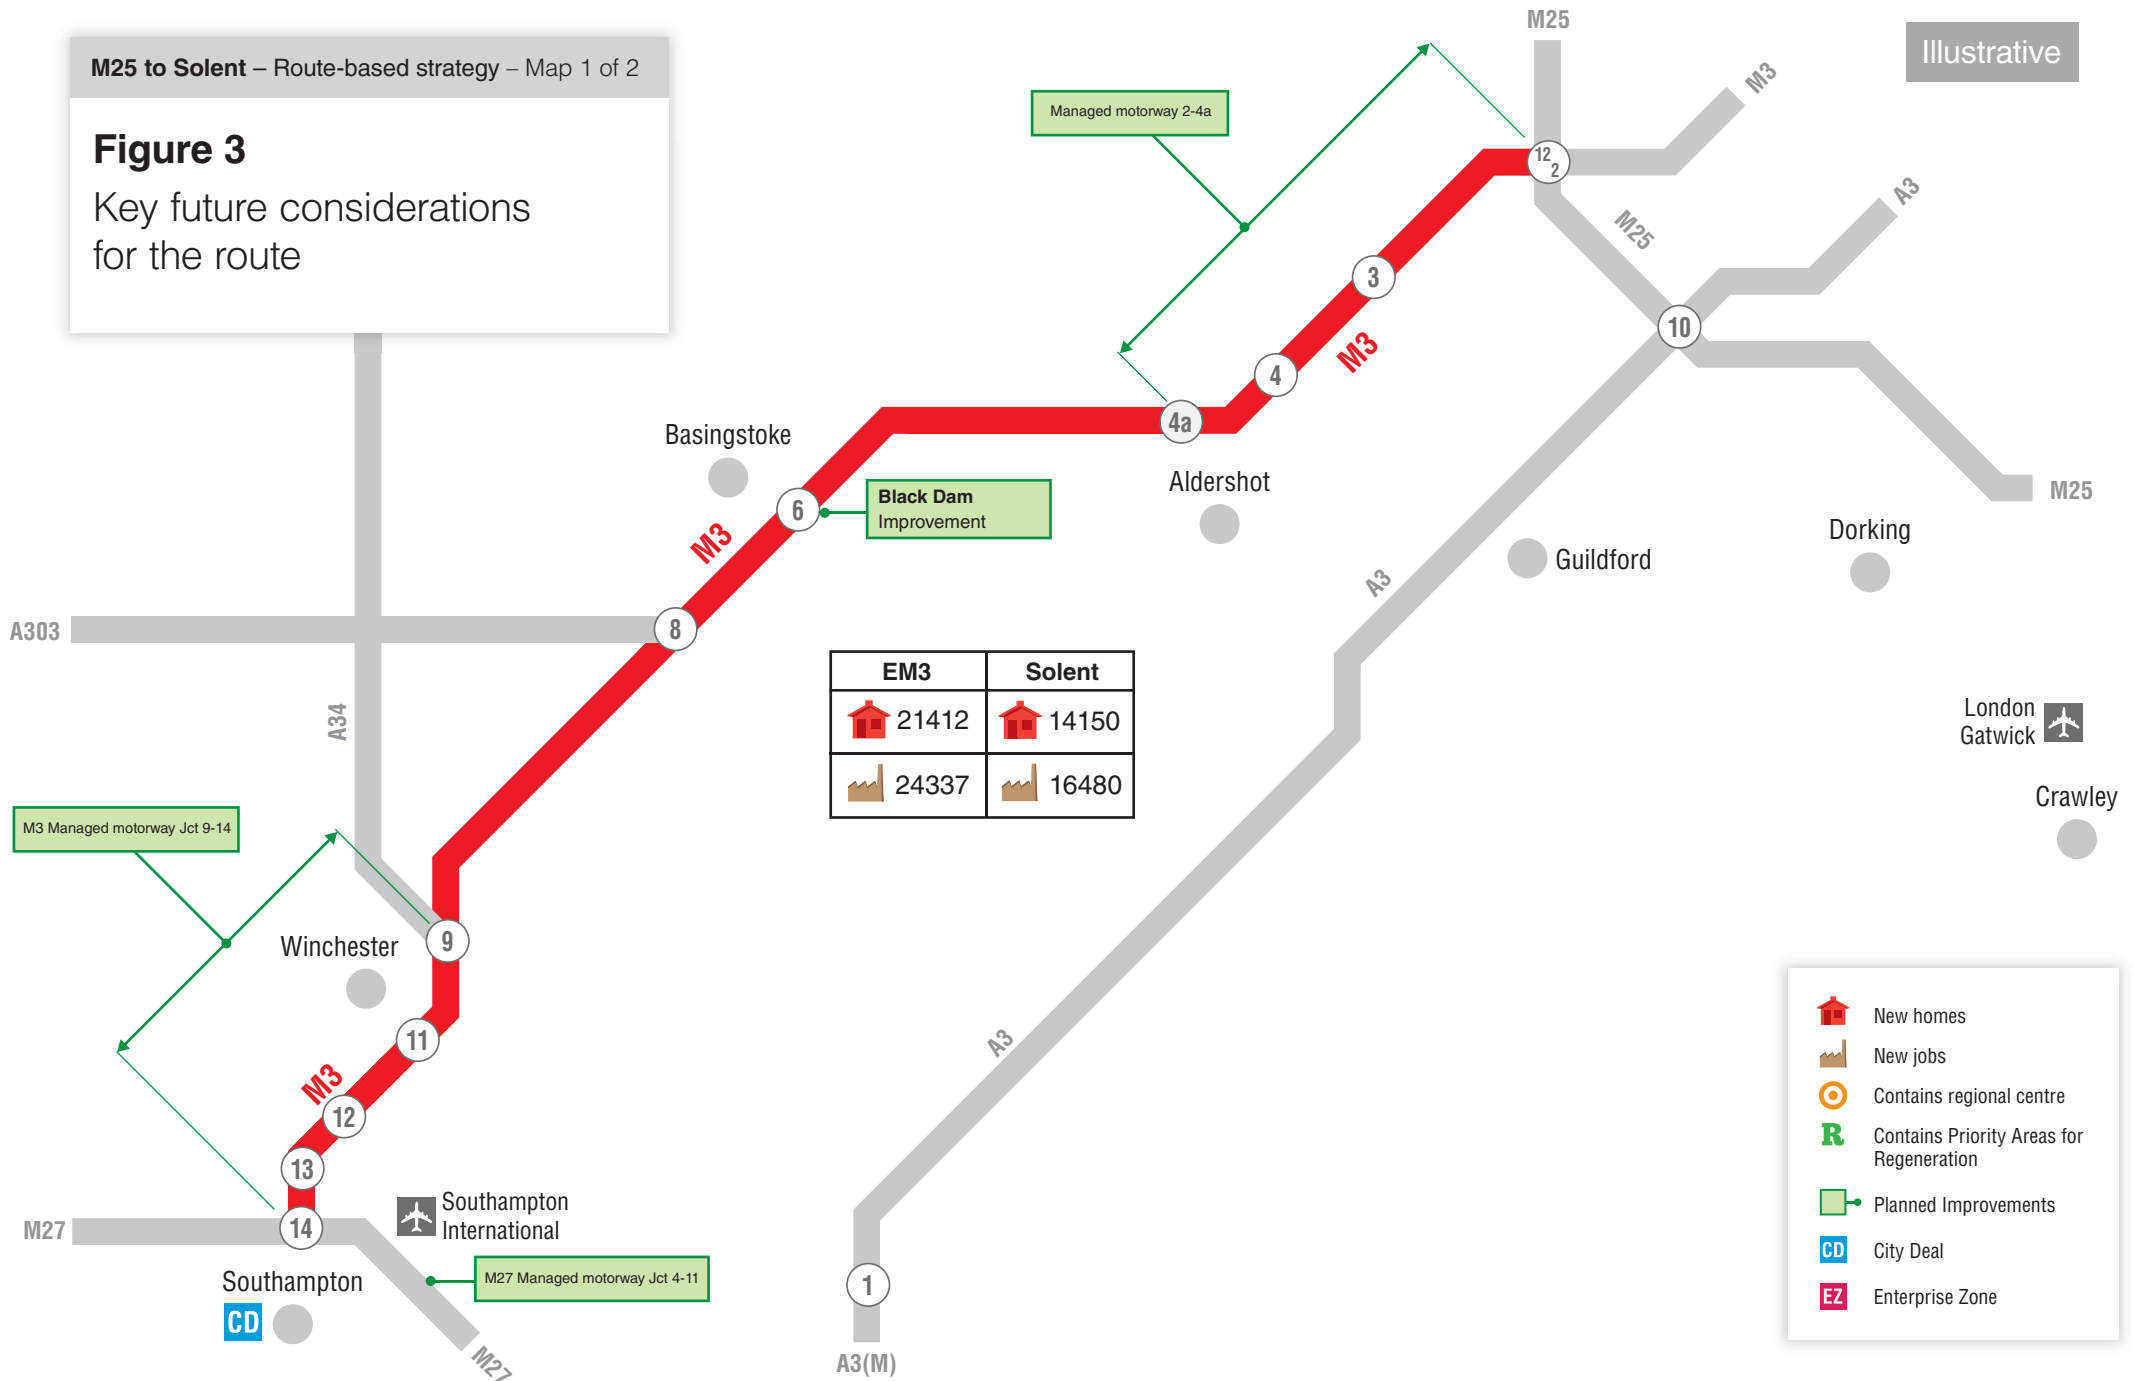 M25 to Solent – Route-based strategy – Map 1 of 2
Figure 3
Key future considerations
for the route
Illustrative
M25
M3
A3
M25
Managed motorway 2-4a
12
2
3
10
M3
4
4a
Basingstoke
Aldershot
6
Black Dam
Improvement
M25
M3
Dorking
Guildford
A3
A303
8
EM3
Solent
21412
14150
24337
16480
A34
London
Gatwick
Crawley
M3 Managed motorway Jct 9-14
Winchester
9
11
M3
12
A3
13
14
M27
Southampton
International
M27 Managed motorway Jct 4-11
Southampton
CD
M27
1
A3(M)
New homes
New jobs
Contains regional centre
R
Contains Priority Areas for
Regeneration
Planned Improvements
CD
City Deal
EZ
Enterprise Zone